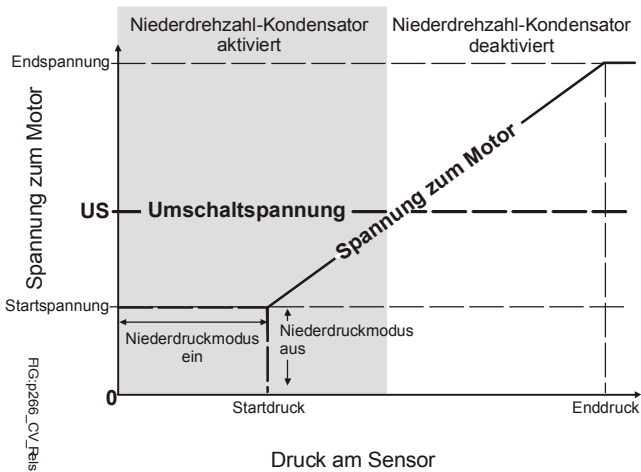 Niederdrehzahl-Kondensator
aktiviert
Niederdrehzahl-Kondensator
deaktiviert
Endspannung
Spannung zum Motor
US
Umschaltspannung
Spannung zum Motor
Startspannung
Niederdruckmodus
ein
Niederdruckmodus
aus
0
Startdruck
Enddruck
Druck am Sensor
FIG:p266_CV_Rels